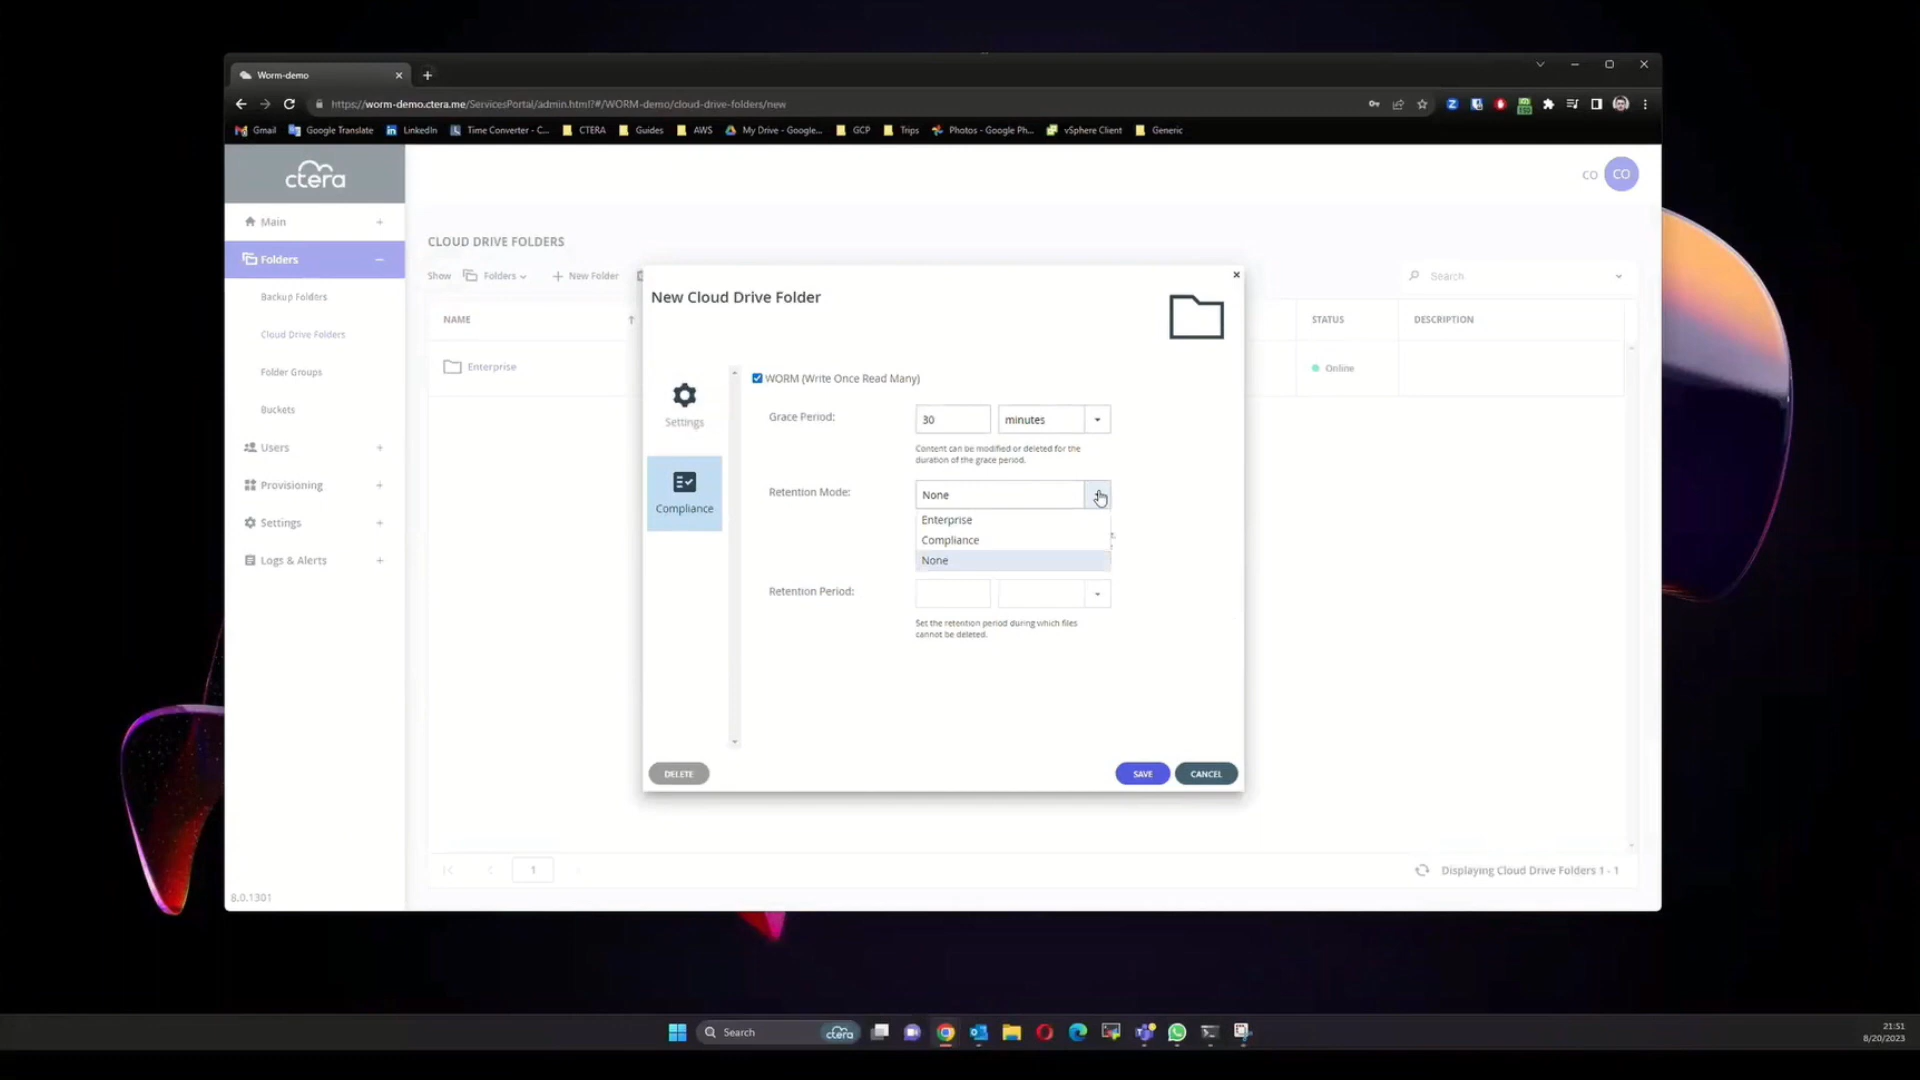 Worm-demo
https://worm-demo.ctera.me/ServicesPortal/admin.html?#/WORM-demo/cloud-drive-folders/new
Gmail
Google Translate
LinkedIn
Time Converter - C...
CTERA
Guides
AWS
My Drive - Google...
GCP
Trips
Photos - Google Ph...
vSphere Client
Generic
ctera
CO
CO
Main
Folders
Backup Folders
Cloud Drive Folders
Folder Groups
Buckets
Users
Provisioning
Settings
Logs & Alerts
8.0.1301
CLOUD DRIVE FOLDERS
Show
Folders
New Folder
Search
NAME
STATUS
DESCRIPTION
Enterprise
Online
New Cloud Drive Folder
Settings
Compliance
WORM (Write Once Read Many)
Grace Period:
30
minutes
Content can be modified or deleted for the
duration of the grace period.
Retention Mode:
None
Enterprise
Compliance
None
Retention Period:
Set the retention period during which files
cannot be deleted.
DELETE
SAVE
CANCEL
1
Displaying Cloud Drive Folders 1 - 1
Search
ctera
21:51
8/20/2023